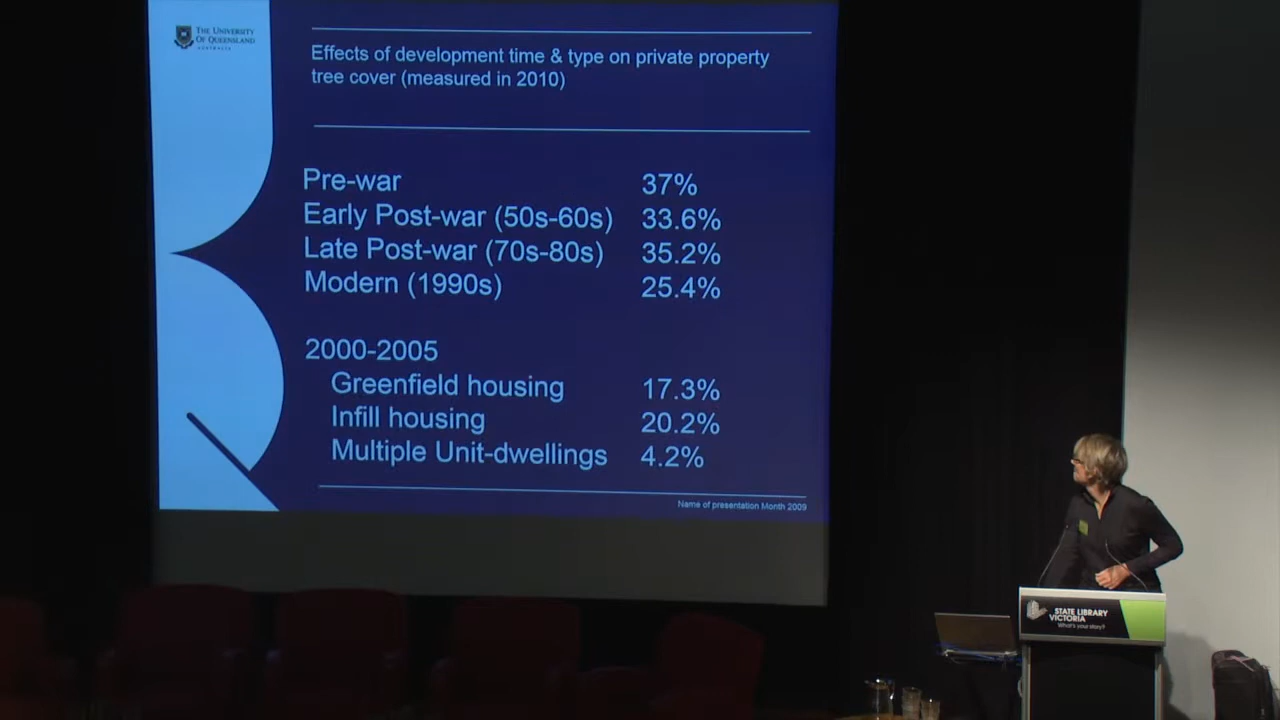 THE UNIVERSITY
OF QUEENSLAND
AUSTRALIA
Effects of development time & type on private property
tree cover (measured in 2010)
Pre-war 37%
Early Post-war (50s-60s) 33.6%
Late Post-war (70s-80s) 35.2%
Modern (1990s) 25.4%
2000-2005
Greenfield housing 17.3%
Infill housing 20.2%
Multiple Unit-dwellings 4.2%
Name of presentation Month 2009
STATE LIBRARY
VICTORIA
What's your story?